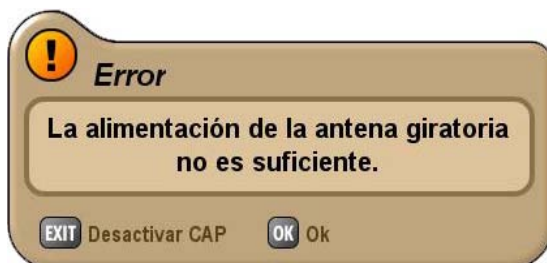 !
Error
La alimentación de la antena giratoria
no es suficiente.
EXIT Desactivar CAP OK Ok